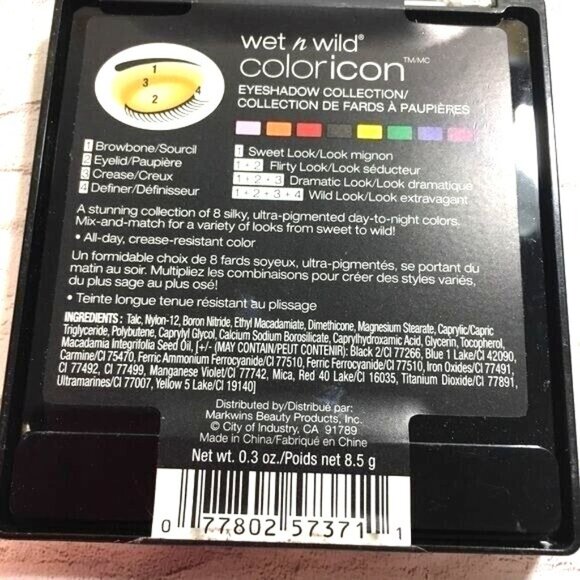 wet n wild®
coloricon™/MC
EYESHADOW COLLECTION/
COLLECTION DE FARDS À PAUPIÈRES
1
3
2
4
1 Browbone/Sourcil
2 Eyelid/Paupière
3 Crease/Creux
4 Definer/Définisseur
1 Sweet Look/Look mignon
1+2 Flirty Look/Look séducteur
1+2+3 Dramatic Look/Look dramatique
1+2+3+4 Wild Look/Look extravagant
A stunning collection of 8 silky, ultra-pigmented day-to-night colors.
Mix-and-match for a variety of looks from sweet to wild!
• All-day, crease-resistant color
Un formidable choix de 8 fards soyeux, ultra-pigmentés, se portant du
matin au soir. Multipliez les combinaisons pour créer des styles variés,
du plus sage au plus osé!
• Teinte longue tenue résistant au plissage
INGREDIENTS: Talc, Nylon-12, Boron Nitride, Ethyl Macadamiate, Dimethicone, Magnesium Stearate, Caprylic/Capric
Triglyceride, Polybutene, Caprylyl Glycol, Calcium Sodium Borosilicate, Caprylhydroxamic Acid, Glycerin, Tocopherol,
Macadamia Integrifolia Seed Oil, [+/- (MAY CONTAIN/PEUT CONTENIR): Black 2/CI 77266, Blue 1 Lake/CI 42090,
Carmine/CI 75470, Ferric Ammonium Ferrocyanide/CI 77510, Ferric Ferrocyanide/CI 77510, Iron Oxides/CI 77491,
CI 77492, CI 77499, Manganese Violet/CI 77742, Mica, Red 40 Lake/CI 16035, Titanium Dioxide/CI 77891,
Ultramarines/CI 77007, Yellow 5 Lake/CI 19140]
Distributed by/Distribué par:
Markwins Beauty Products, Inc.
© City of Industry, CA 91789
Made in China/Fabriqué en Chine
Net wt. 0.3 oz./Poids net 8.5 g
0 77802 57371 1